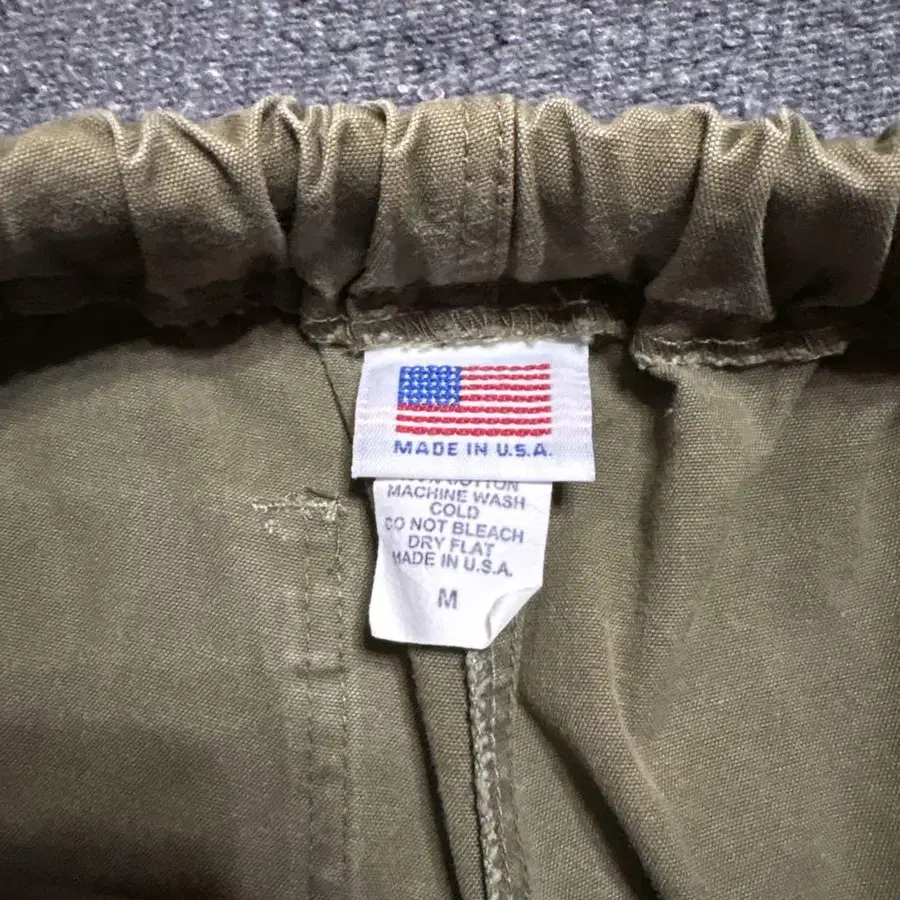 MADE IN U.S.A.
MACHINE WASH
COLD
DO NOT BLEACH
DRY FLAT
MADE IN U.S.A.
M